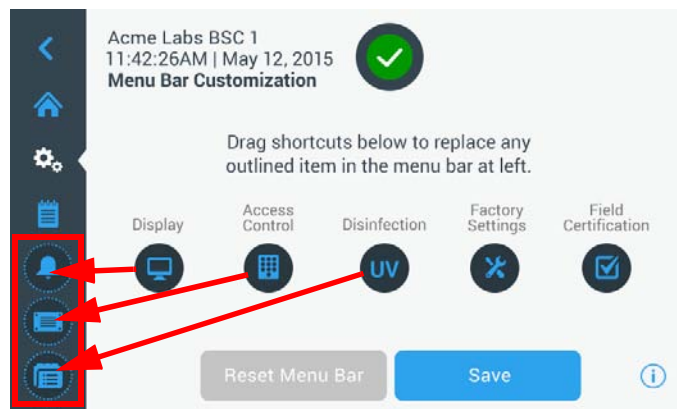 Acme Labs BSC 1
11:42:26AM | May 12, 2015
Menu Bar Customization
Drag shortcuts below to replace any
outlined item in the menu bar at left.
Display
Access
Control
Disinfection
Factory
Settings
Field
Certification
UV
Reset Menu Bar
Save
i